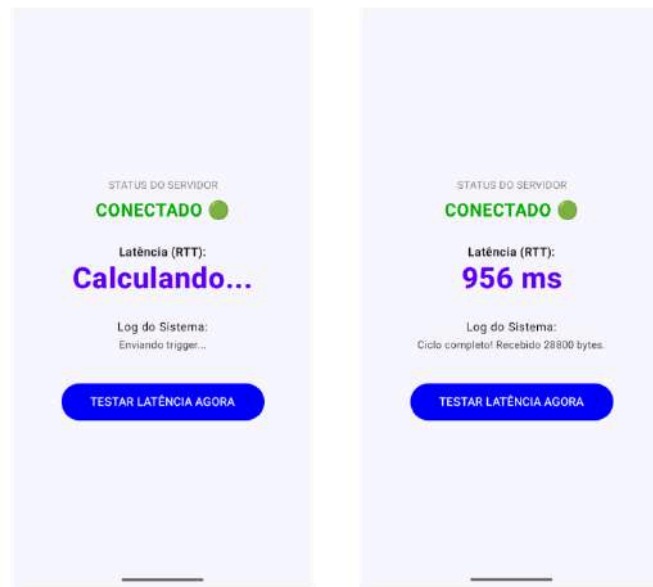 STATUS DO SERVIDOR
CONECTADO
Latência (RTT):
Calculando...
Log do Sistema:
Enviando trigger...
TESTAR LATÊNCIA AGORA
STATUS DO SERVIDOR
CONECTADO
Latência (RTT):
956 ms
Log do Sistema:
Ciclo completo! Recebido 28800 bytes.
TESTAR LATÊNCIA AGORA